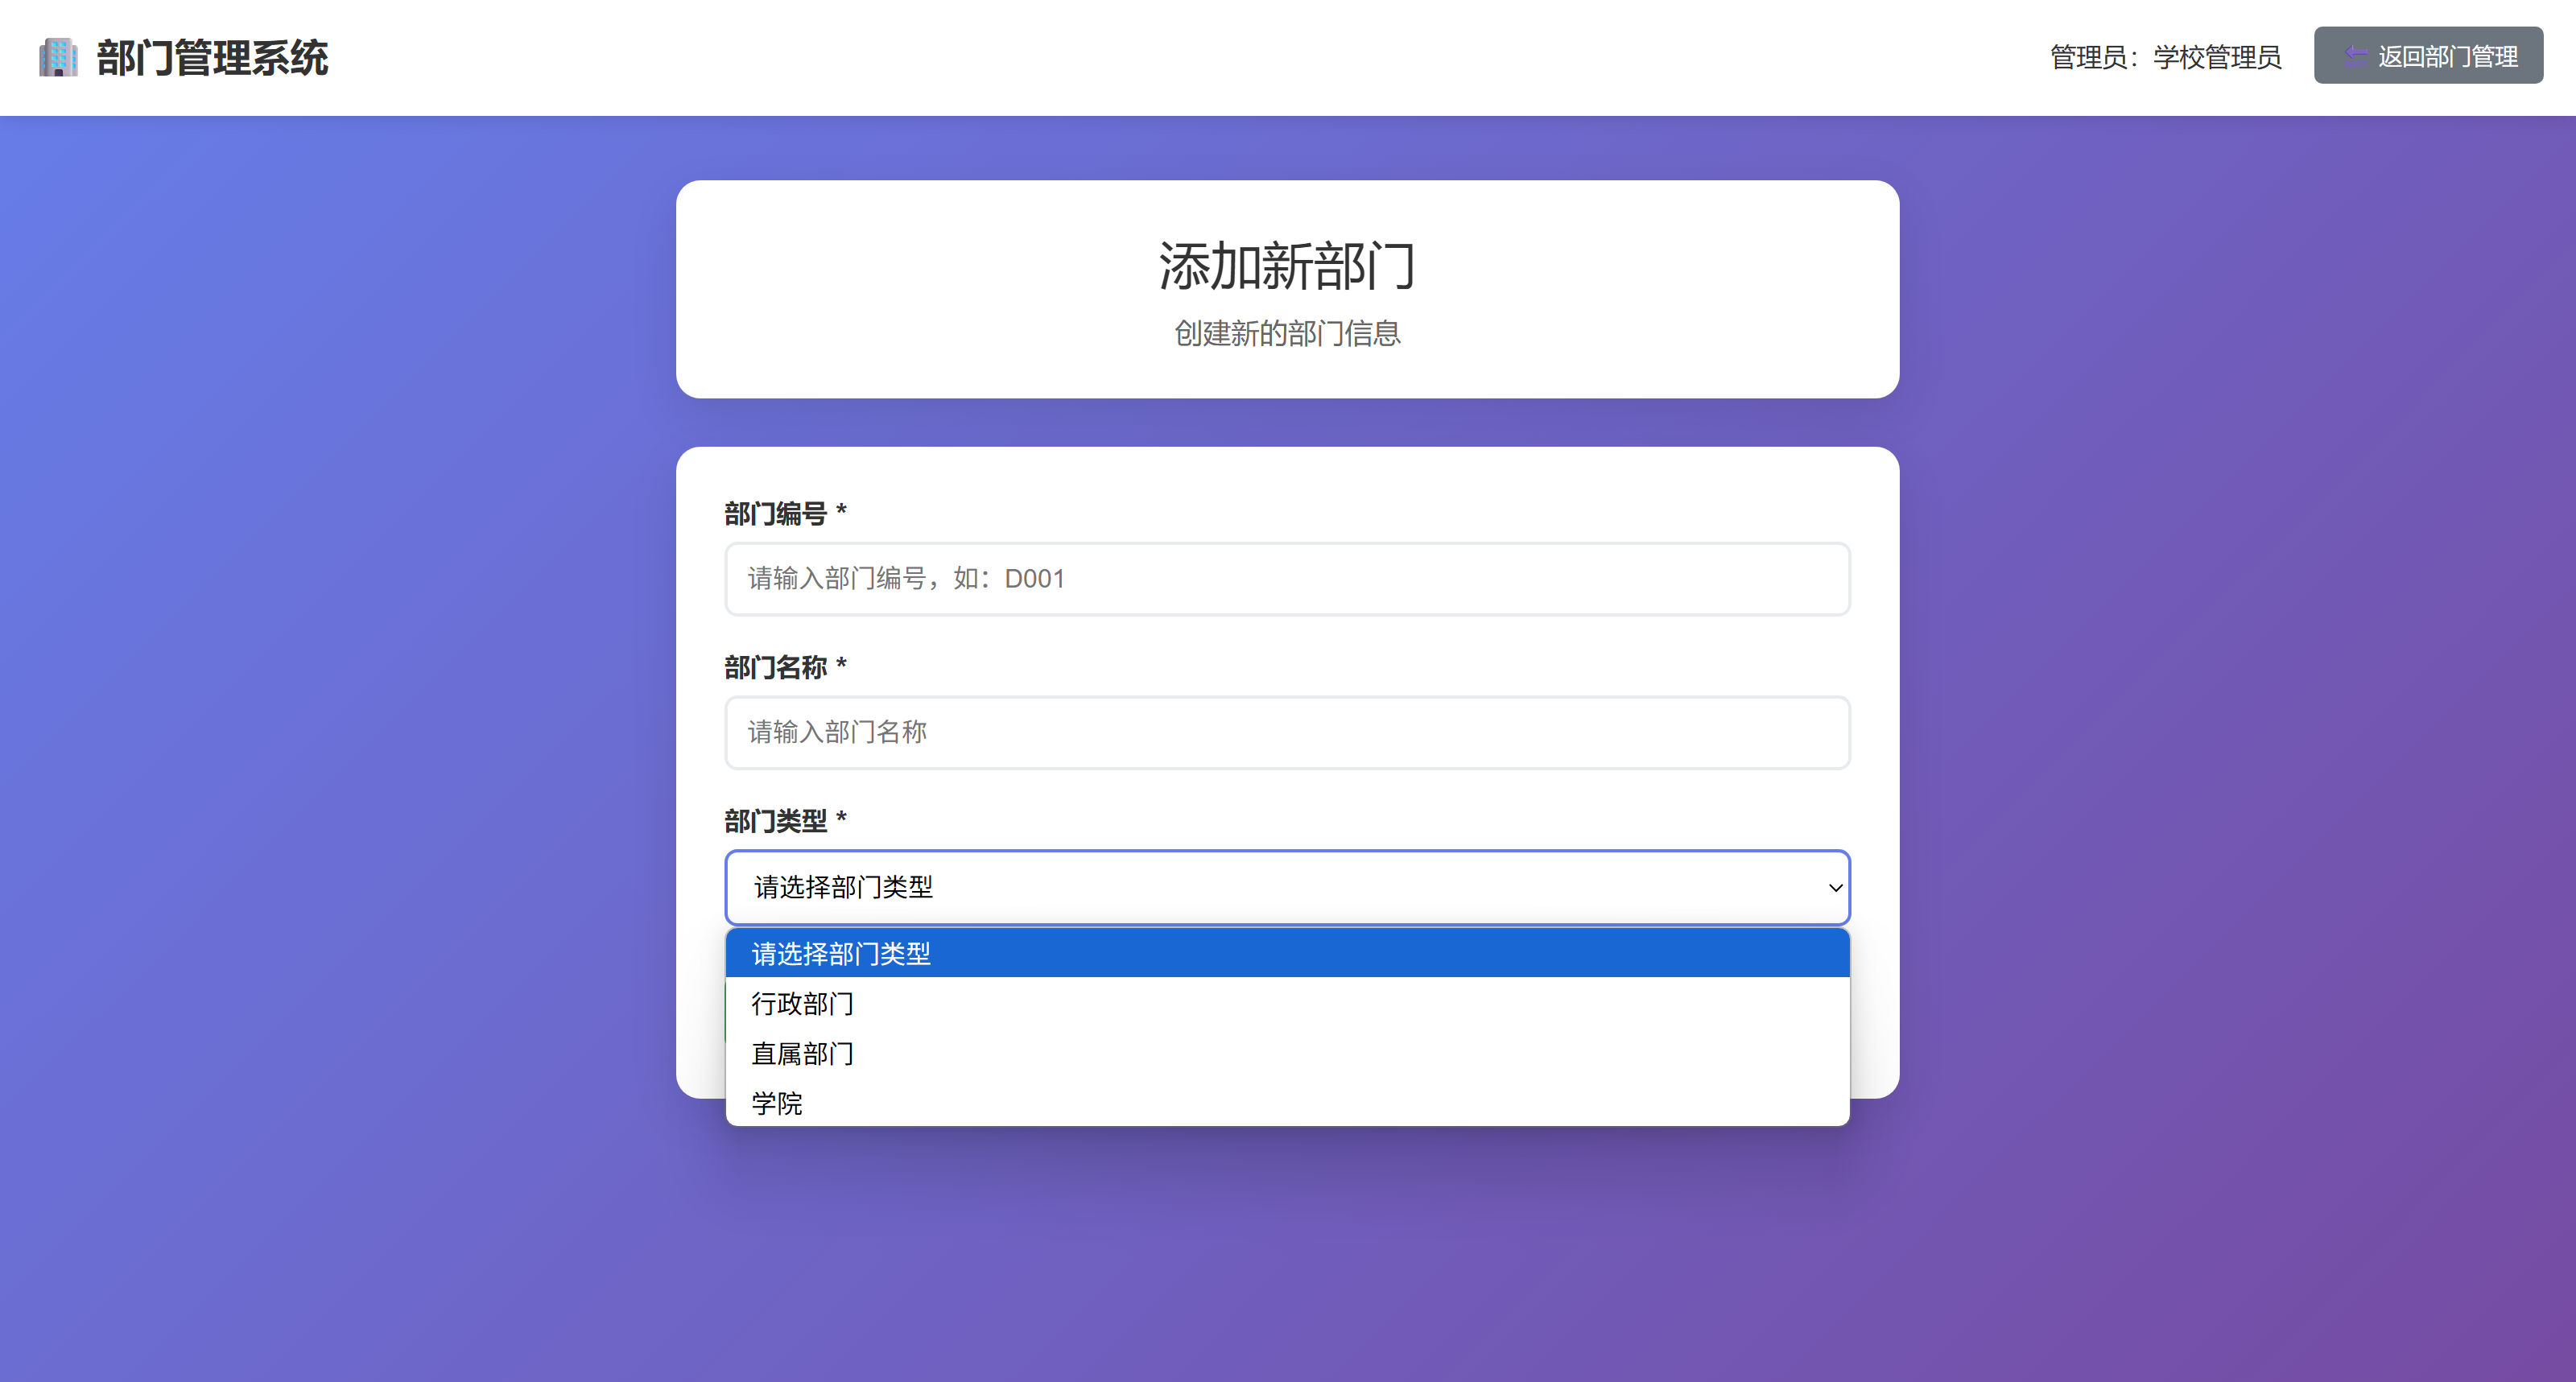 部门管理系统
管理员：学校管理员
返回部门管理
添加新部门
创建新的部门信息
部门编号 *
请输入部门编号，如：D001
部门名称 *
请输入部门名称
部门类型 *
请选择部门类型
请选择部门类型
行政部门
直属部门
学院